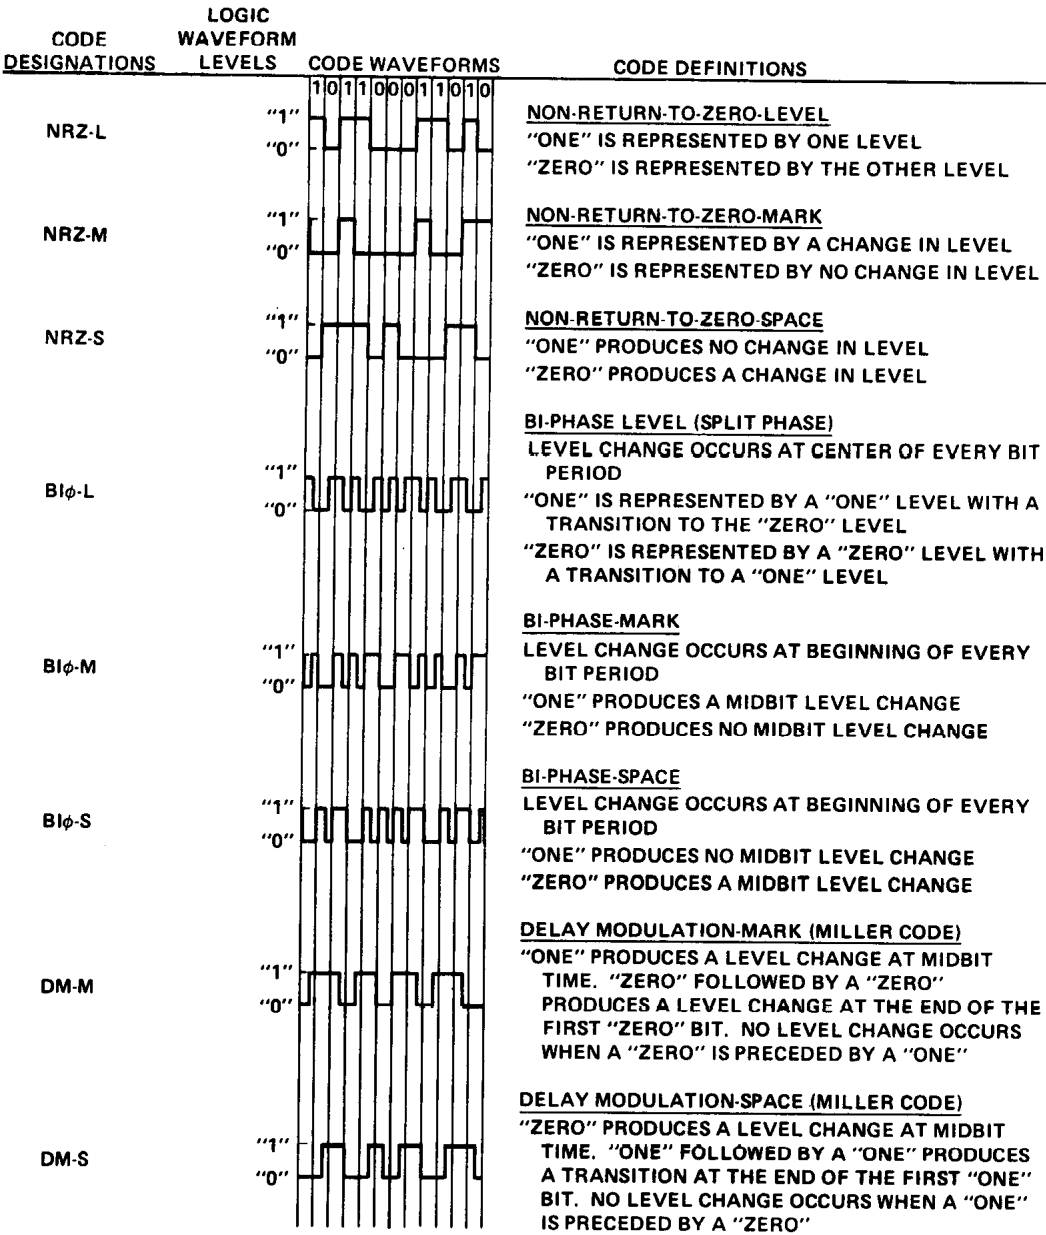 CODE DESIGNATIONS
LOGIC WAVEFORM LEVELS
CODE WAVEFORMS
CODE DEFINITIONS
1 0 1 1 0 0 0 1 1 0 1 0
NRZ-L
"1"
"0"
NON-RETURN-TO-ZERO-LEVEL
"ONE" IS REPRESENTED BY ONE LEVEL
"ZERO" IS REPRESENTED BY THE OTHER LEVEL
NRZ-M
"1"
"0"
NON-RETURN-TO-ZERO-MARK
"ONE" IS REPRESENTED BY A CHANGE IN LEVEL
"ZERO" IS REPRESENTED BY NO CHANGE IN LEVEL
NRZ-S
"1"
"0"
NON-RETURN-TO-ZERO-SPACE
"ONE" PRODUCES NO CHANGE IN LEVEL
"ZERO" PRODUCES A CHANGE IN LEVEL
BIφ-L
"1"
"0"
BI-PHASE LEVEL (SPLIT PHASE)
LEVEL CHANGE OCCURS AT CENTER OF EVERY BIT
PERIOD
"ONE" IS REPRESENTED BY A "ONE" LEVEL WITH A
TRANSITION TO THE "ZERO" LEVEL
"ZERO" IS REPRESENTED BY A "ZERO" LEVEL WITH
A TRANSITION TO A "ONE" LEVEL
BIφ-M
"1"
"0"
BI-PHASE-MARK
LEVEL CHANGE OCCURS AT BEGINNING OF EVERY
BIT PERIOD
"ONE" PRODUCES A MIDBIT LEVEL CHANGE
"ZERO" PRODUCES NO MIDBIT LEVEL CHANGE
BIφ-S
"1"
"0"
BI-PHASE-SPACE
LEVEL CHANGE OCCURS AT BEGINNING OF EVERY
BIT PERIOD
"ONE" PRODUCES NO MIDBIT LEVEL CHANGE
"ZERO" PRODUCES A MIDBIT LEVEL CHANGE
DM-M
"1"
"0"
DELAY MODULATION-MARK (MILLER CODE)
"ONE" PRODUCES A LEVEL CHANGE AT MIDBIT
TIME. "ZERO" FOLLOWED BY A "ZERO"
PRODUCES A LEVEL CHANGE AT THE END OF THE
FIRST "ZERO" BIT. NO LEVEL CHANGE OCCURS
WHEN A "ZERO" IS PRECEDED BY A "ONE"
DM-S
"1"
"0"
DELAY MODULATION-SPACE (MILLER CODE)
"ZERO" PRODUCES A LEVEL CHANGE AT MIDBIT
TIME. "ONE" FOLLOWED BY A "ONE" PRODUCES
A TRANSITION AT THE END OF THE FIRST "ONE"
BIT. NO LEVEL CHANGE OCCURS WHEN A "ONE"
IS PRECEDED BY A "ZERO"